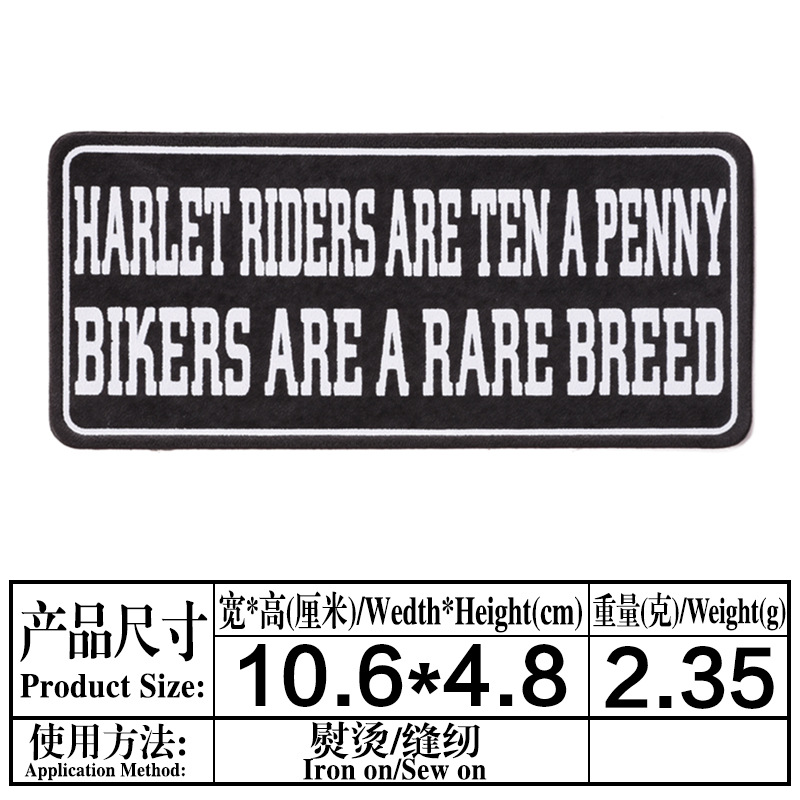 HARLET RIDERS ARE TEN A PENNY
BIKERS ARE A RARE BREED
产品尺寸
Product Size:
宽*高(厘米)/Wedth*Height(cm)
10.6*4.8
重量(克)/Weight(g)
2.35
使用方法:
Application Method:
熨烫/缝纫
Iron on/Sew on